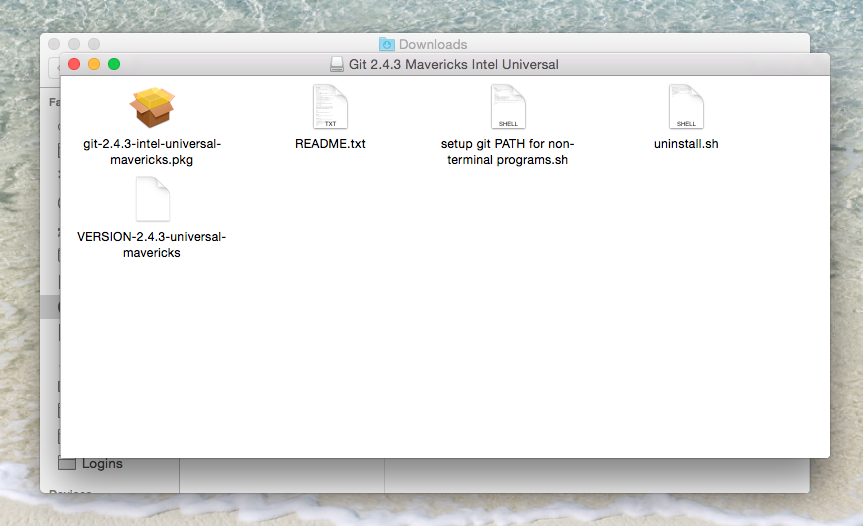 Downloads
Git 2.4.3 Mavericks Intel Universal
Fa
TXT
SHELL
SHELL
git-2.4.3-intel-universal-
mavericks.pkg
README.txt
setup git PATH for non-
terminal programs.sh
uninstall.sh
VERSION-2.4.3-universal-
mavericks
Logins
Devices